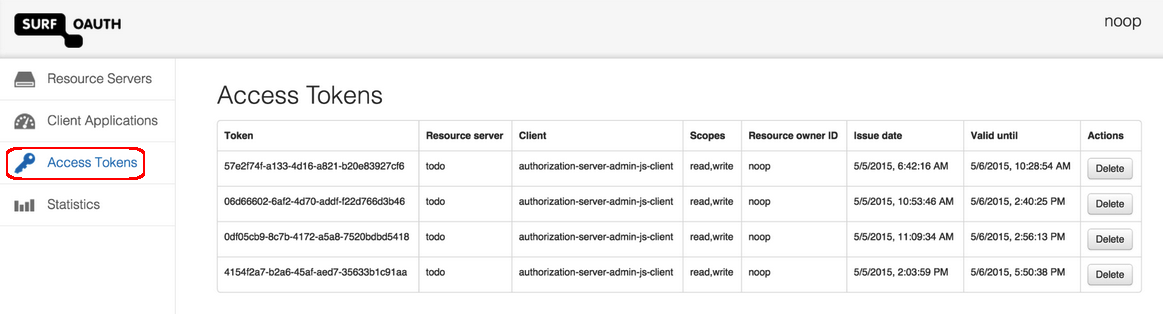 SURF OAUTH
noop
Resource Servers
Client Applications
Access Tokens
Statistics
Access Tokens
Token Resource server Client Scopes Resource owner ID Issue date Valid until Actions
57e2f74f-a133-4d16-a821-b20e83927cf6 todo authorization-server-admin-js-client read,write noop 5/5/2015, 6:42:16 AM 5/6/2015, 10:28:54 AM Delete
06d66602-6af2-4d70-addf-f22d766d3b46 todo authorization-server-admin-js-client read,write noop 5/5/2015, 10:53:46 AM 5/6/2015, 2:40:25 PM Delete
0df05cb9-8c7b-4172-a5a8-7520bdbd5418 todo authorization-server-admin-js-client read,write noop 5/5/2015, 11:09:34 AM 5/6/2015, 2:56:13 PM Delete
4154f2a7-b2a6-45af-aed7-35633b1c91aa todo authorization-server-admin-js-client read,write noop 5/5/2015, 2:03:59 PM 5/6/2015, 5:50:38 PM Delete